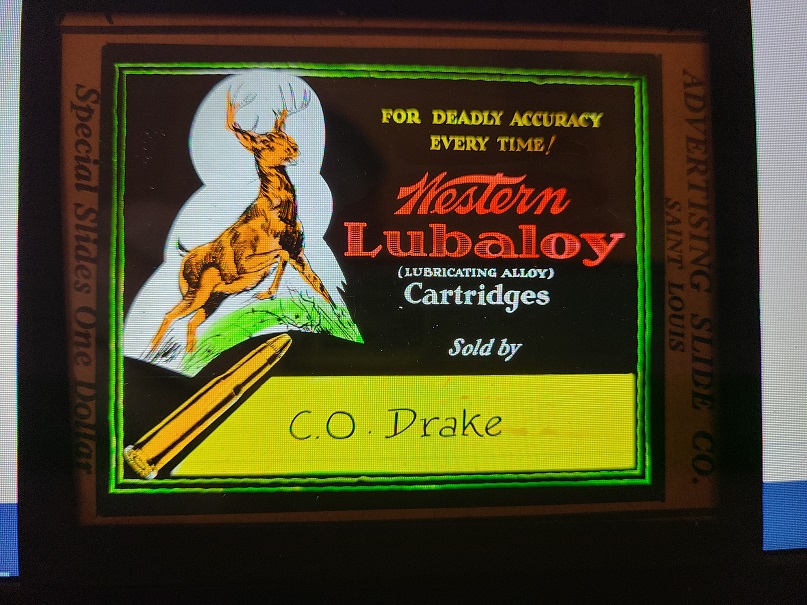 FOR DEADLY ACCURACY
EVERY TIME!
Western
Lubaloy
(LUBRICATING ALLOY)
Cartridges
Sold by
C.O. Drake
Special Slides One Dollar
ADVERTISING SLIDE CO.
SAINT LOUIS